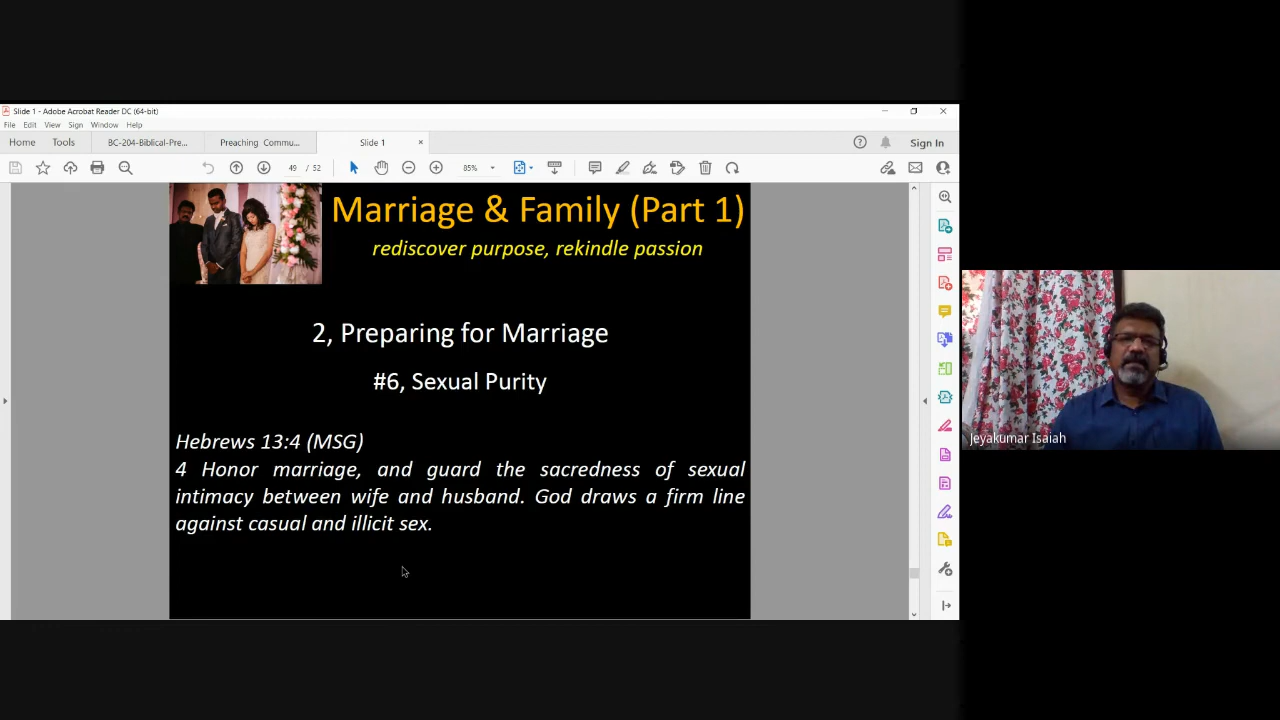 Slide 1 - Adobe Acrobat Reader DC (64-bit)
File Edit View Sign Window Help
Home Tools BC-204-Biblical-Pre... Preaching Commu... Slide 1 Sign In
49 / 52 85%
Marriage & Family (Part 1)
rediscover purpose, rekindle passion
2, Preparing for Marriage
#6, Sexual Purity
Hebrews 13:4 (MSG)
4 Honor marriage, and guard the sacredness of sexual
intimacy between wife and husband. God draws a firm line
against casual and illicit sex.
Jeyakumar Isaiah